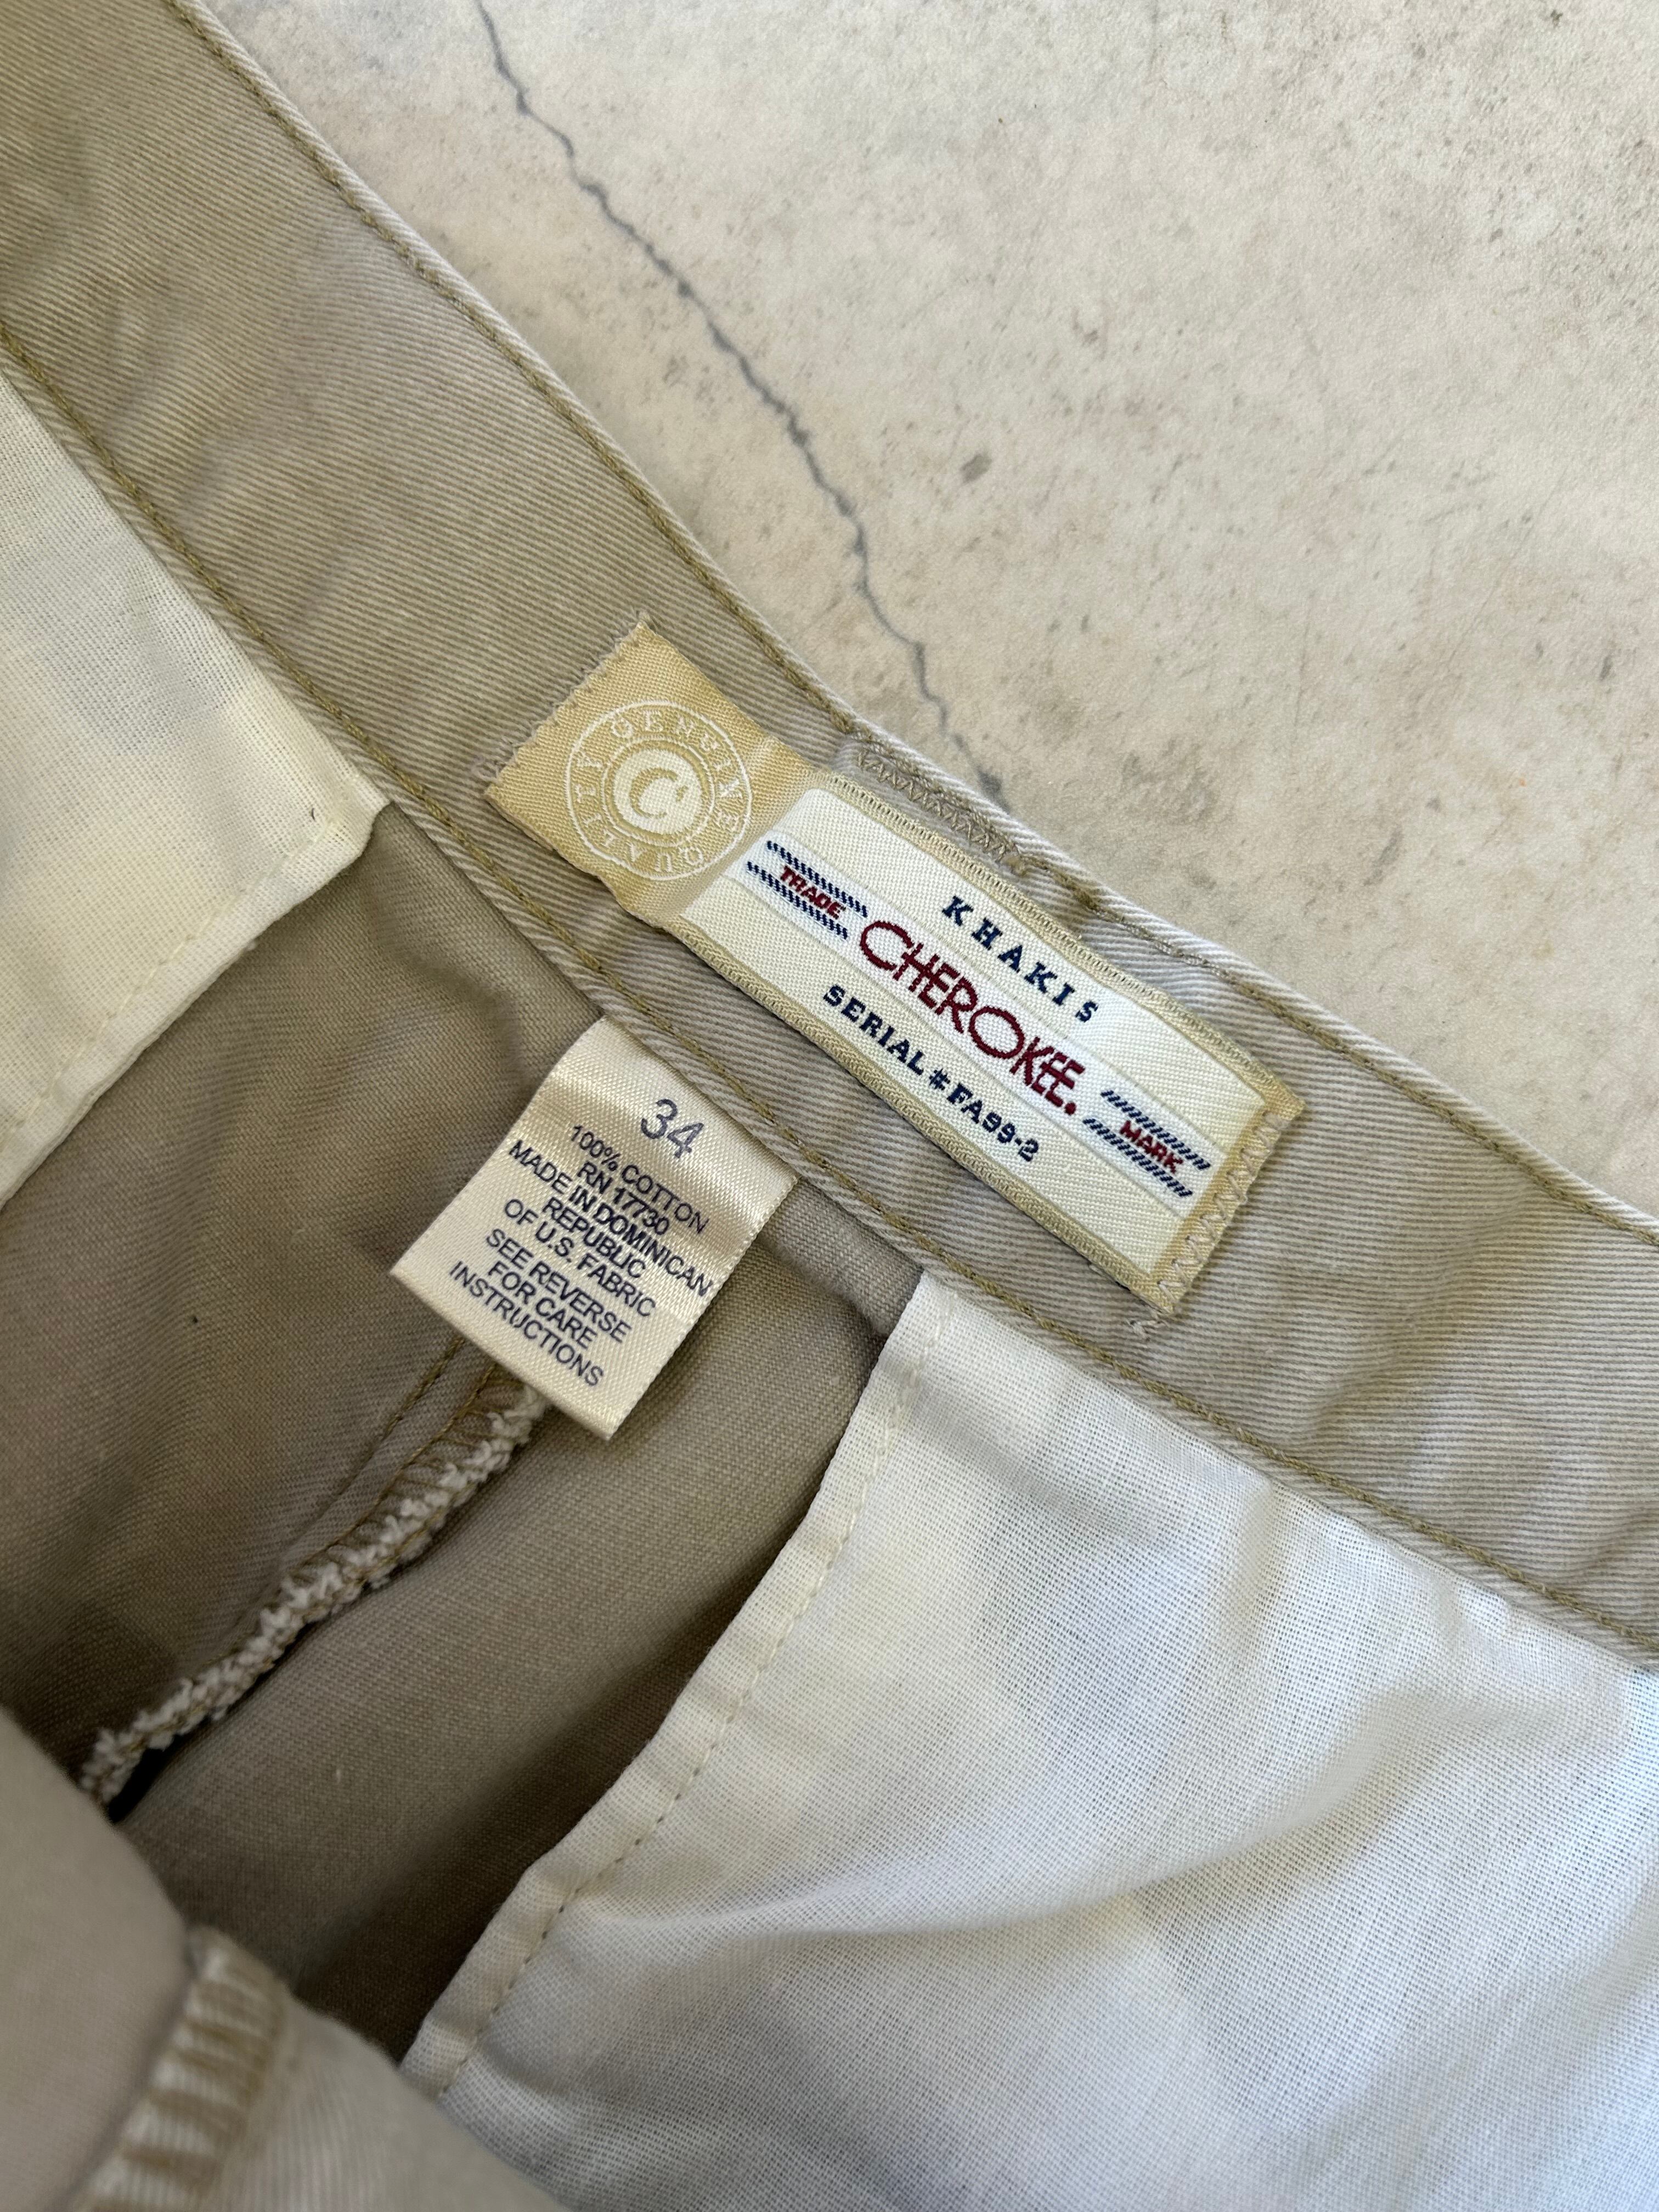 GENUINE QUALITY
C
KHAKIS
TRADE CHEROKEE. MARK
SERIAL #FA99-2
34
100% COTTON
RN 17730
MADE IN DOMINICAN
REPUBLIC
OF U.S. FABRIC
SEE REVERSE
FOR CARE
INSTRUCTIONS